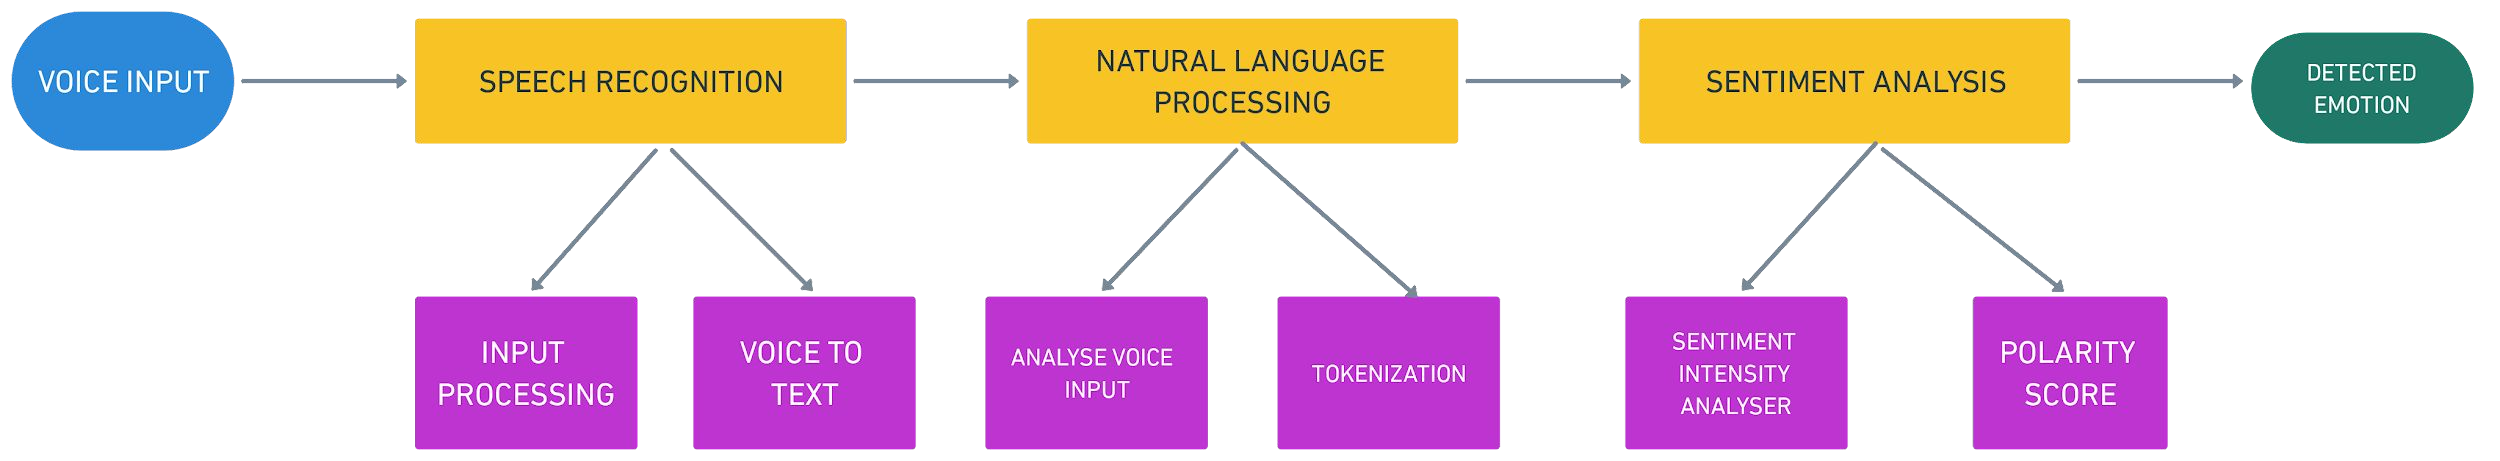 VOICE INPUT
SPEECH RECOGNITION
NATURAL LANGUAGE
PROCESSING
SENTIMENT ANALYSIS
DETECTED
EMOTION
INPUT
PROCESSING
VOICE TO
TEXT
ANALYSE VOICE
INPUT
TOKENIZATION
SENTIMENT
INTENSITY
ANALYSER
POLARITY
SCORE